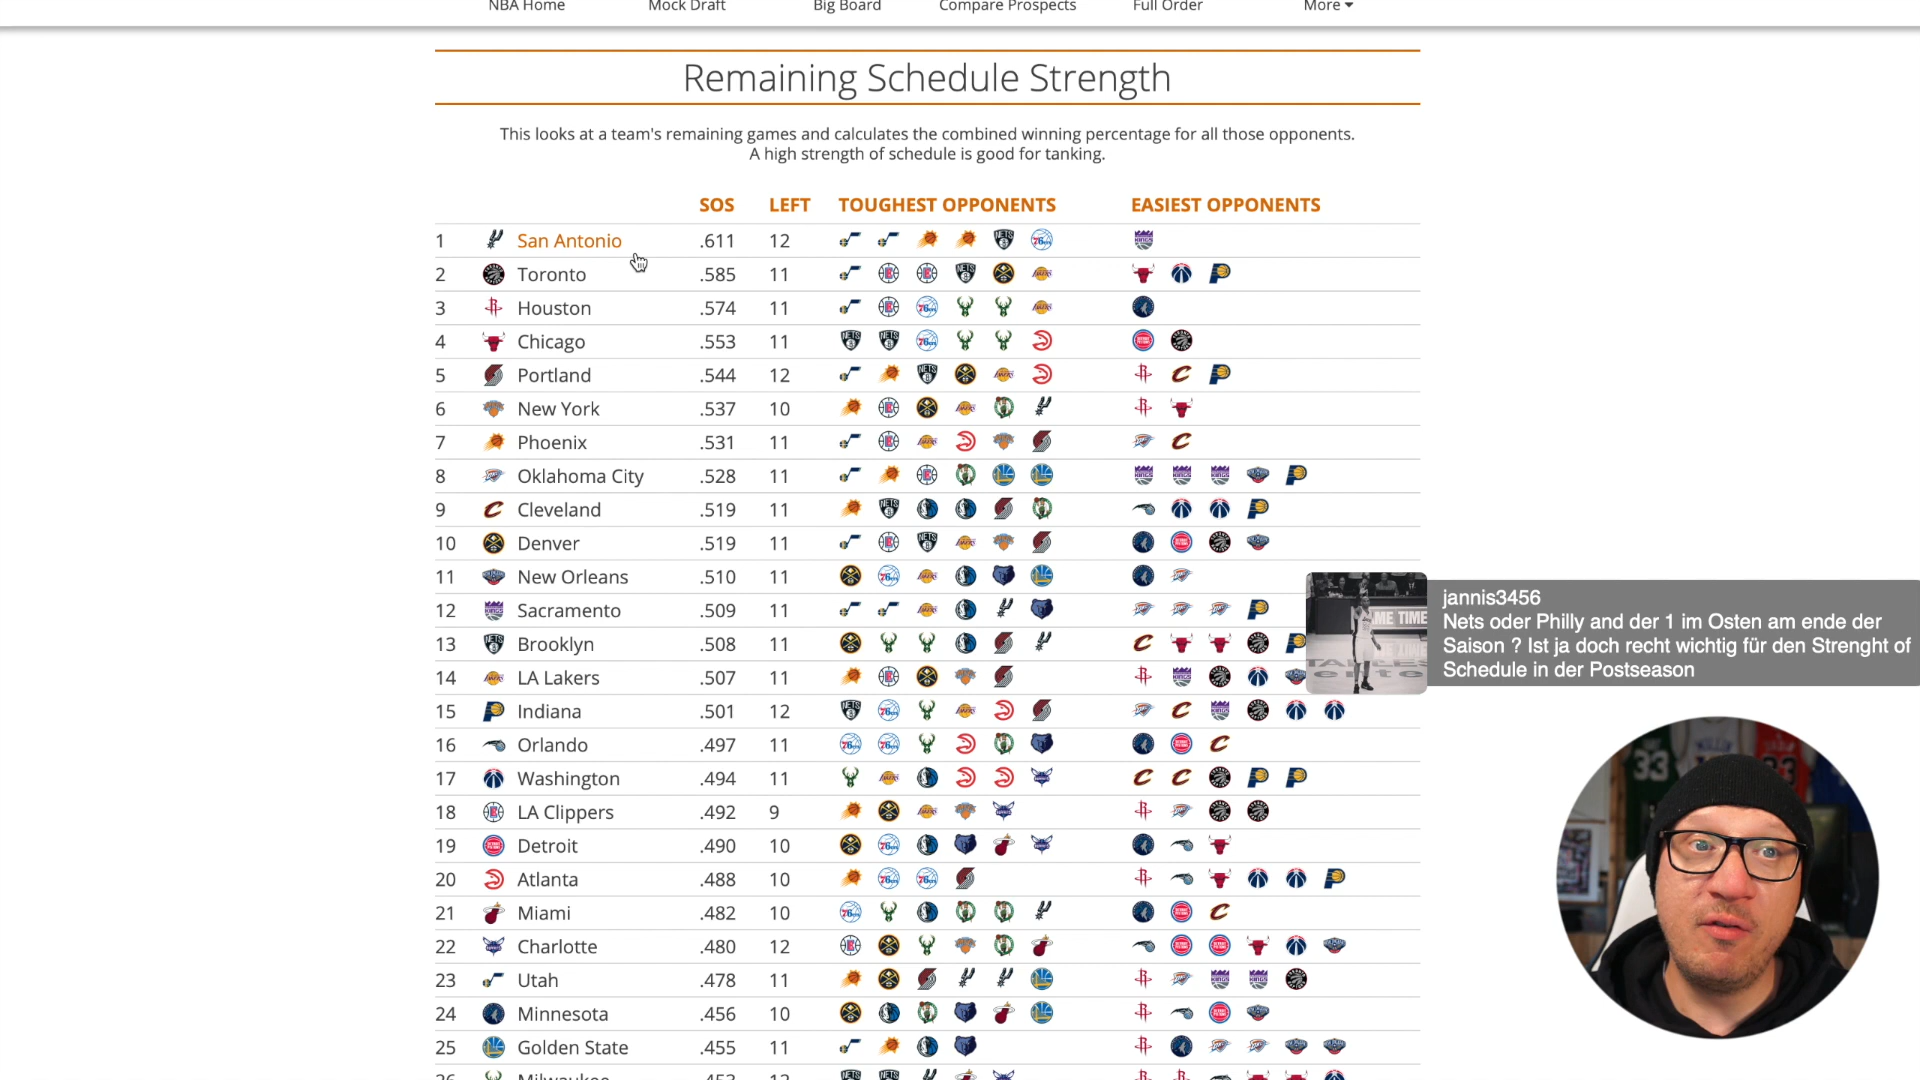 NBA Home Mock Draft Big Board Compare Prospects Full Order More
Remaining Schedule Strength
This looks at a team's remaining games and calculates the combined winning percentage for all those opponents.
A high strength of schedule is good for tanking.
SOS LEFT TOUGHEST OPPONENTS EASIEST OPPONENTS
1 San Antonio .611 12
2 Toronto .585 11
3 Houston .574 11
4 Chicago .553 11
5 Portland .544 12
6 New York .537 10
7 Phoenix .531 11
8 Oklahoma City .528 11
9 Cleveland .519 11
10 Denver .519 11
11 New Orleans .510 11
12 Sacramento .509 11
13 Brooklyn .508 11
14 LA Lakers .507 11
15 Indiana .501 12
16 Orlando .497 11
17 Washington .494 11
18 LA Clippers .492 9
19 Detroit .490 10
20 Atlanta .488 10
21 Miami .482 10
22 Charlotte .480 12
23 Utah .478 11
24 Minnesota .456 10
25 Golden State .455 11
26 Milwaukee .453 12
jannis3456
Nets oder Philly and der 1 im Osten am ende der
Saison ? Ist ja doch recht wichtig für den Strenght of
Schedule in der Postseason
ME TIME
33